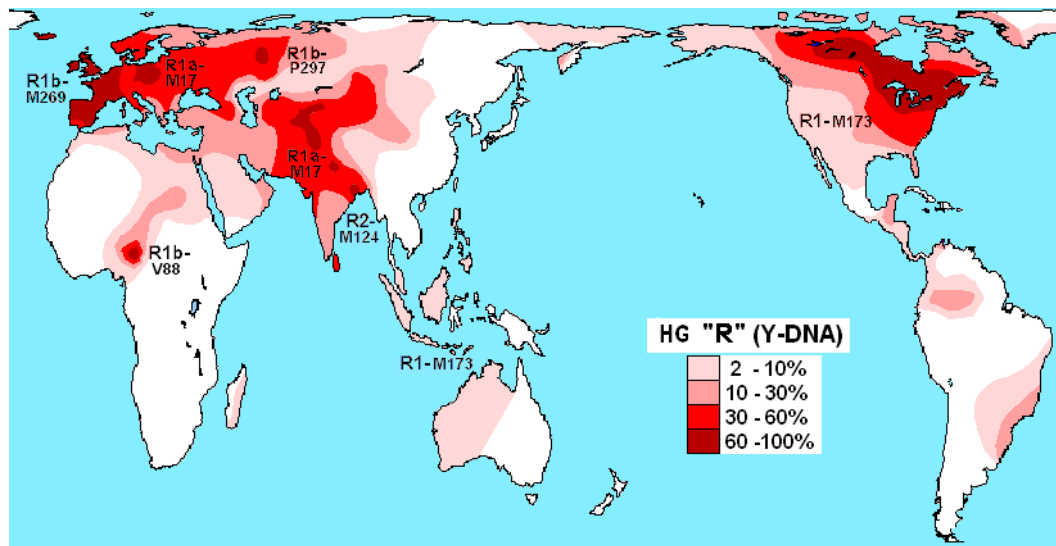 R1b-
M269
R1a-
M17
R1b-
P297
R1-M173
R1a-
M17
R2-
M124
R1b-
V88
R1-M173
HG "R" (Y-DNA)
2 - 10%
10 - 30%
30 - 60%
60 -100%